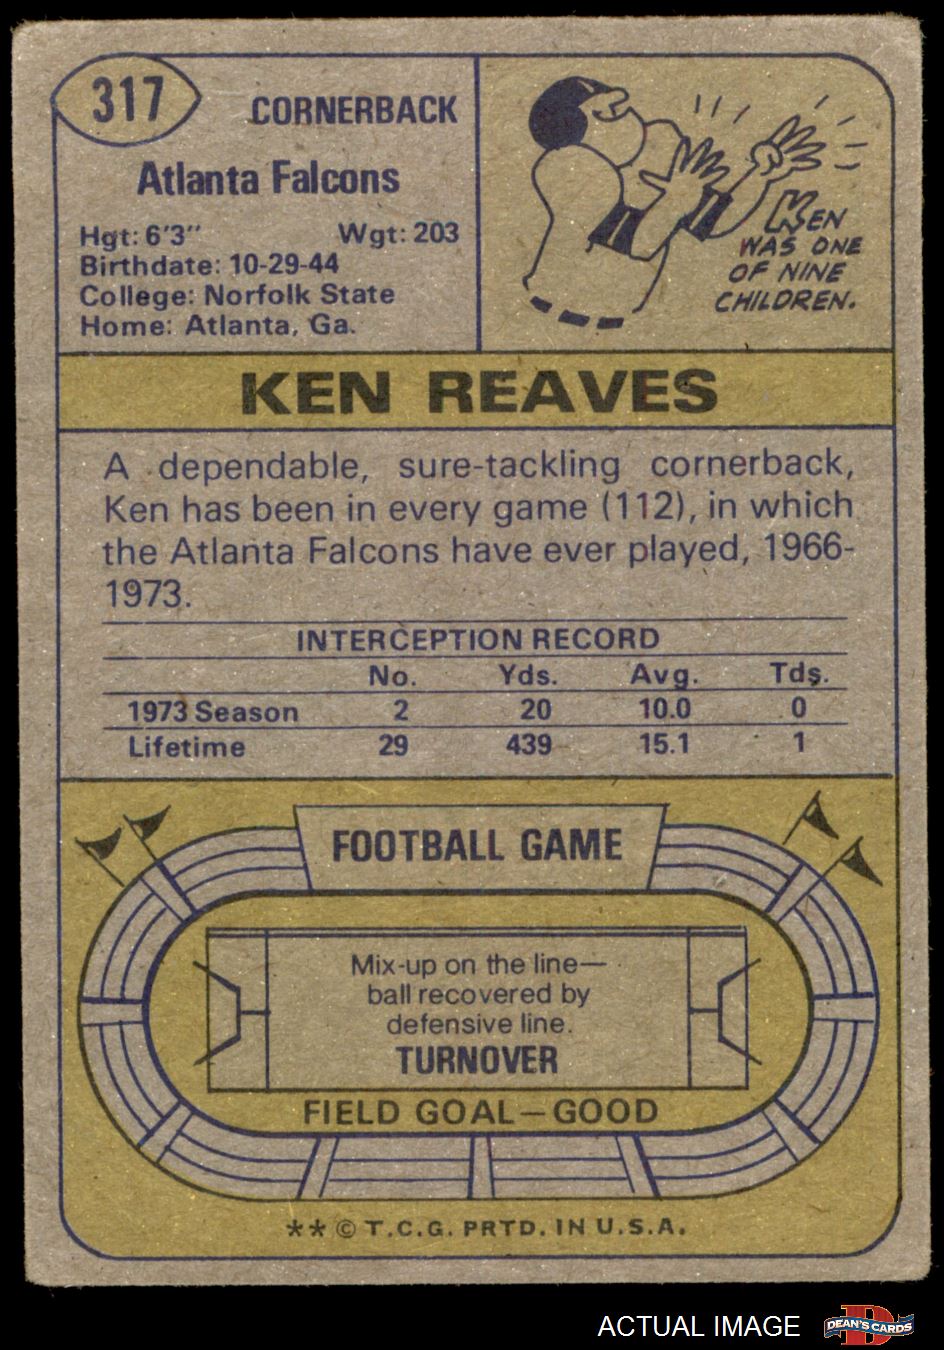 317
CORNERBACK
Atlanta Falcons
Hgt: 6'3" Wgt: 203
Birthdate: 10-29-44
College: Norfolk State
Home: Atlanta, Ga.
KEN
WAS ONE
OF NINE
CHILDREN.
KEN REAVES
A dependable, sure-tackling cornerback,
Ken has been in every game (112), in which
the Atlanta Falcons have ever played, 1966-
1973.
INTERCEPTION RECORD
No. Yds. Avg. Tds.
1973 Season 2 20 10.0 0
Lifetime 29 439 15.1 1
FOOTBALL GAME
Mix-up on the line—
ball recovered by
defensive line.
TURNOVER
FIELD GOAL—GOOD
** © T.C.G. PRTD. IN U.S.A.
ACTUAL IMAGE
D
DEAN'S CARDS